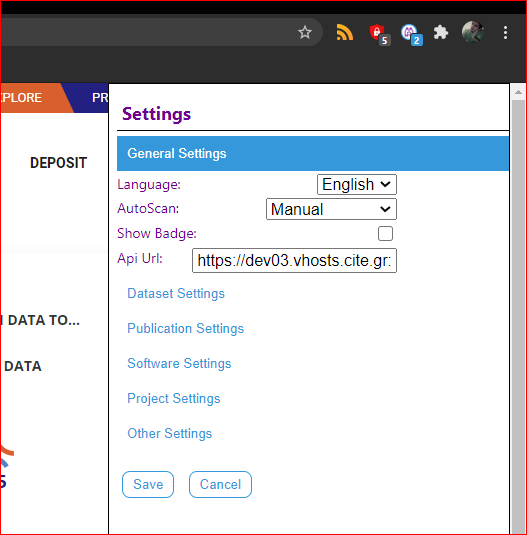 5
2
PLORE
PR
Settings
DEPOSIT
General Settings
Language:
English
AutoScan:
Manual
Show Badge:
Api Url:
https://dev03.vhosts.cite.gr:
Dataset Settings
DATA TO...
Publication Settings
DATA
Software Settings
Project Settings
Other Settings
Save
Cancel